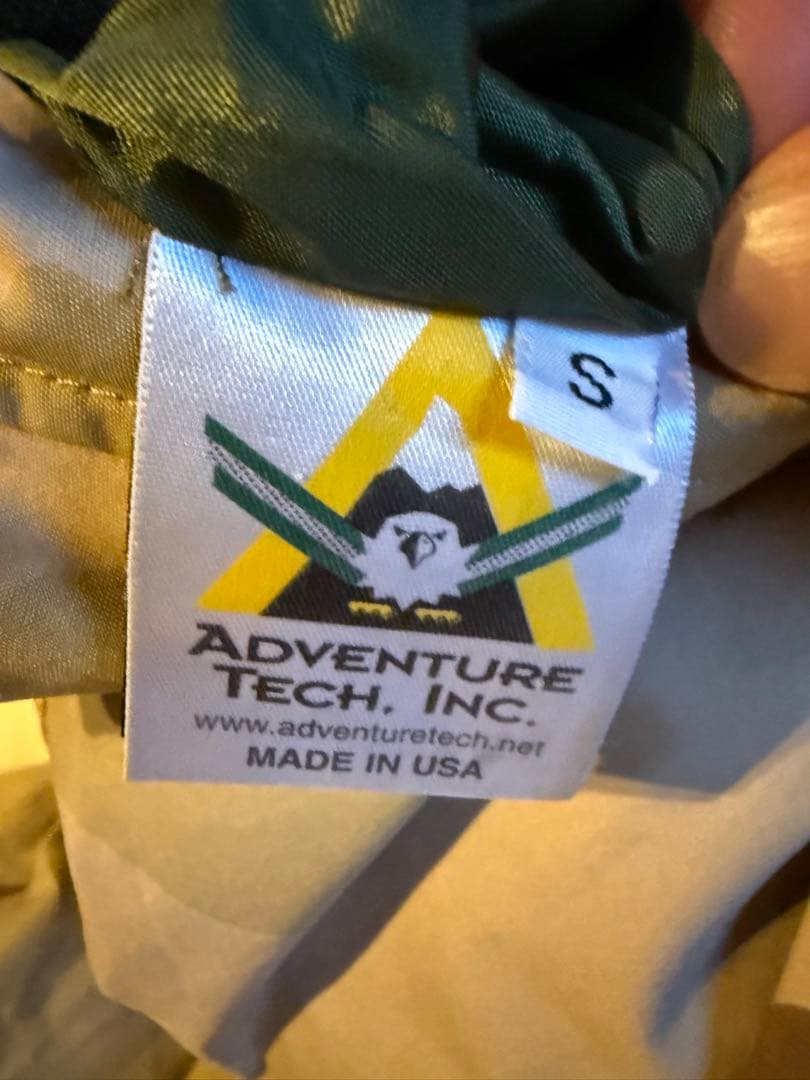 S
ADVENTURE
TECH, INC.
www.adventuretech.net
MADE IN USA